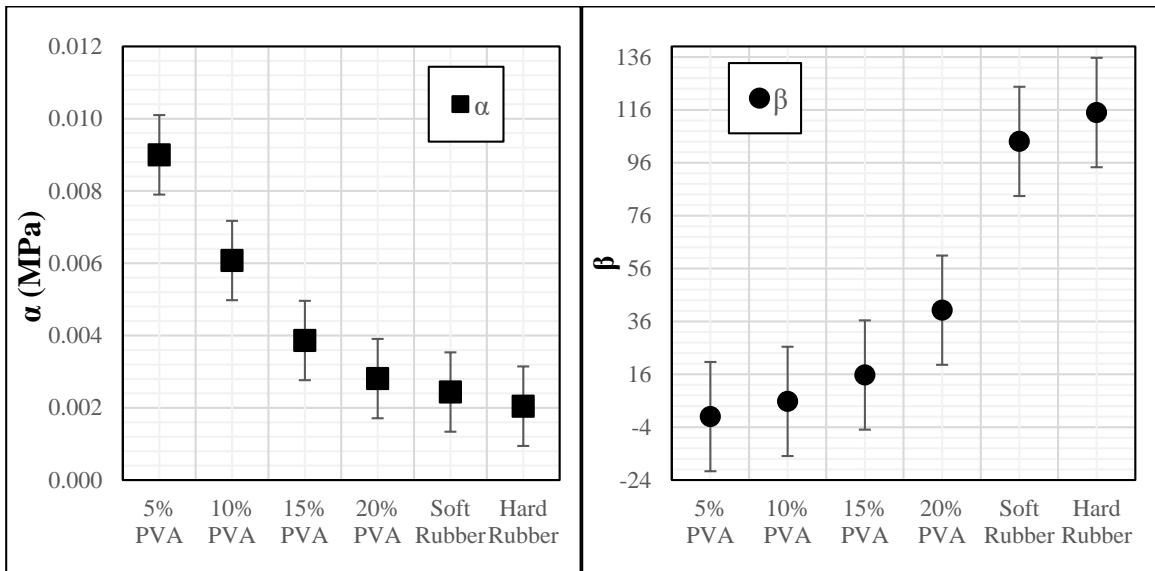 0.012
0.010
0.008
0.006
0.004
0.002
0.000
α (MPa)
α
5% PVA
10% PVA
15% PVA
20% PVA
Soft Rubber
Hard Rubber
136
116
96
76
56
36
16
-4
-24
β
β
5% PVA
10% PVA
15% PVA
20% PVA
Soft Rubber
Hard Rubber